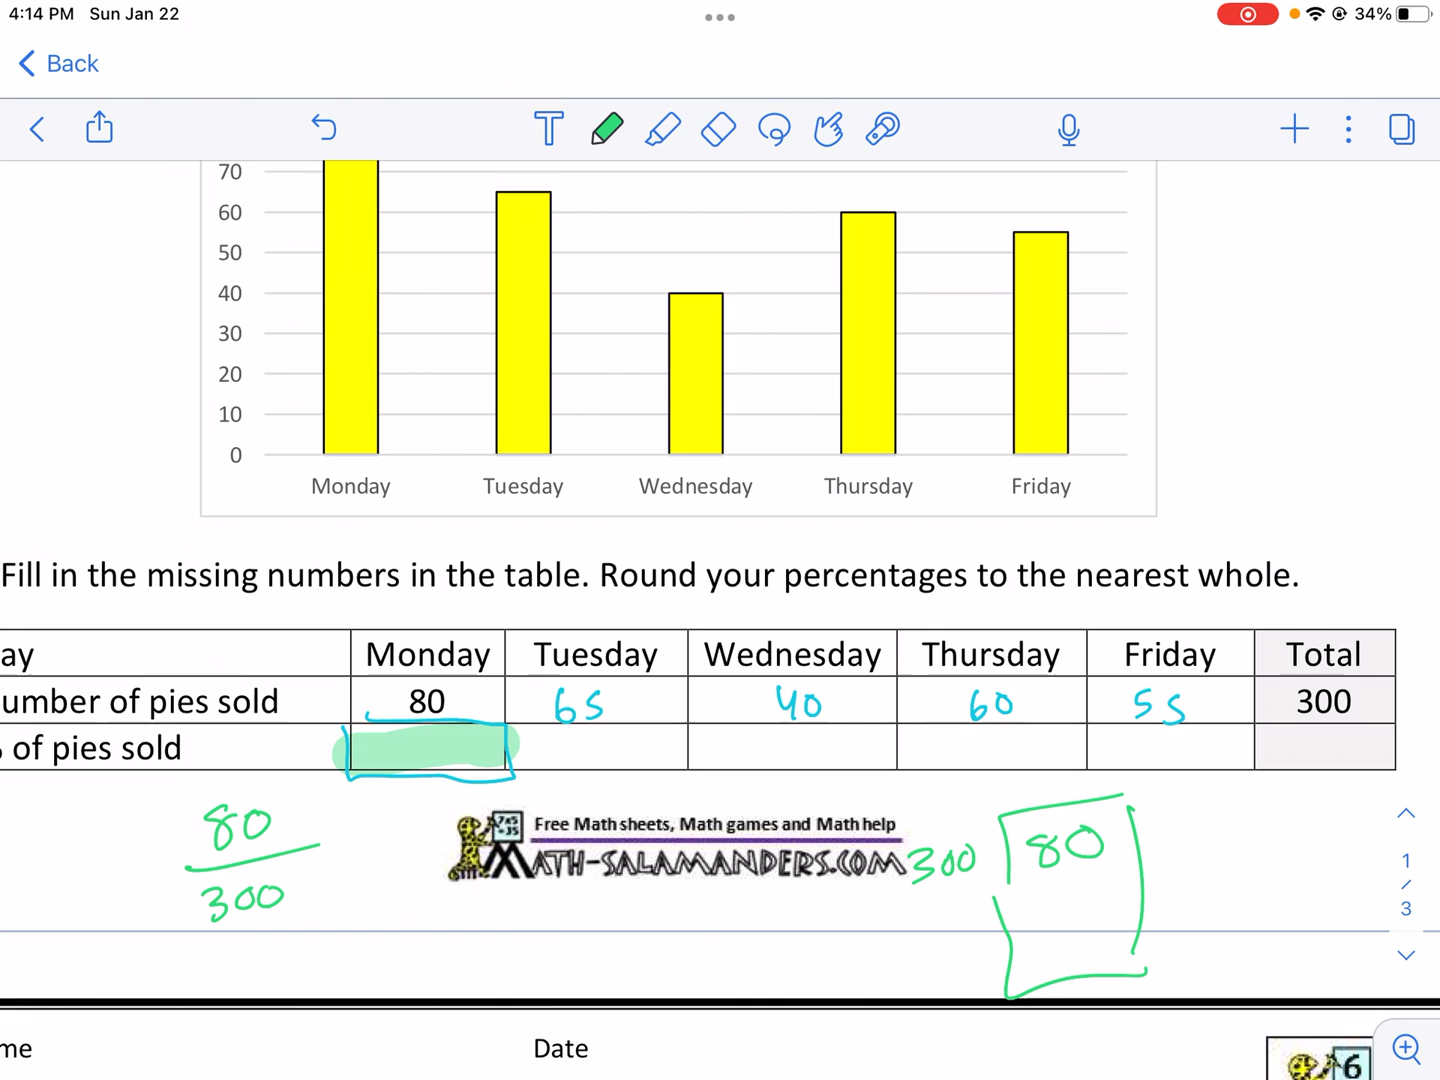 4:14 PM Sun Jan 22 34%
Back
70
60
50
40
30
20
10
0
Monday Tuesday Wednesday Thursday Friday
Fill in the missing numbers in the table. Round your percentages to the nearest whole.
ay Monday Tuesday Wednesday Thursday Friday Total
umber of pies sold 80 65 40 60 55 300
of pies sold
80
300
Free Math sheets, Math games and Math help
MATH-SALAMANDERS.COM
300 80
1
/
3
me Date
6